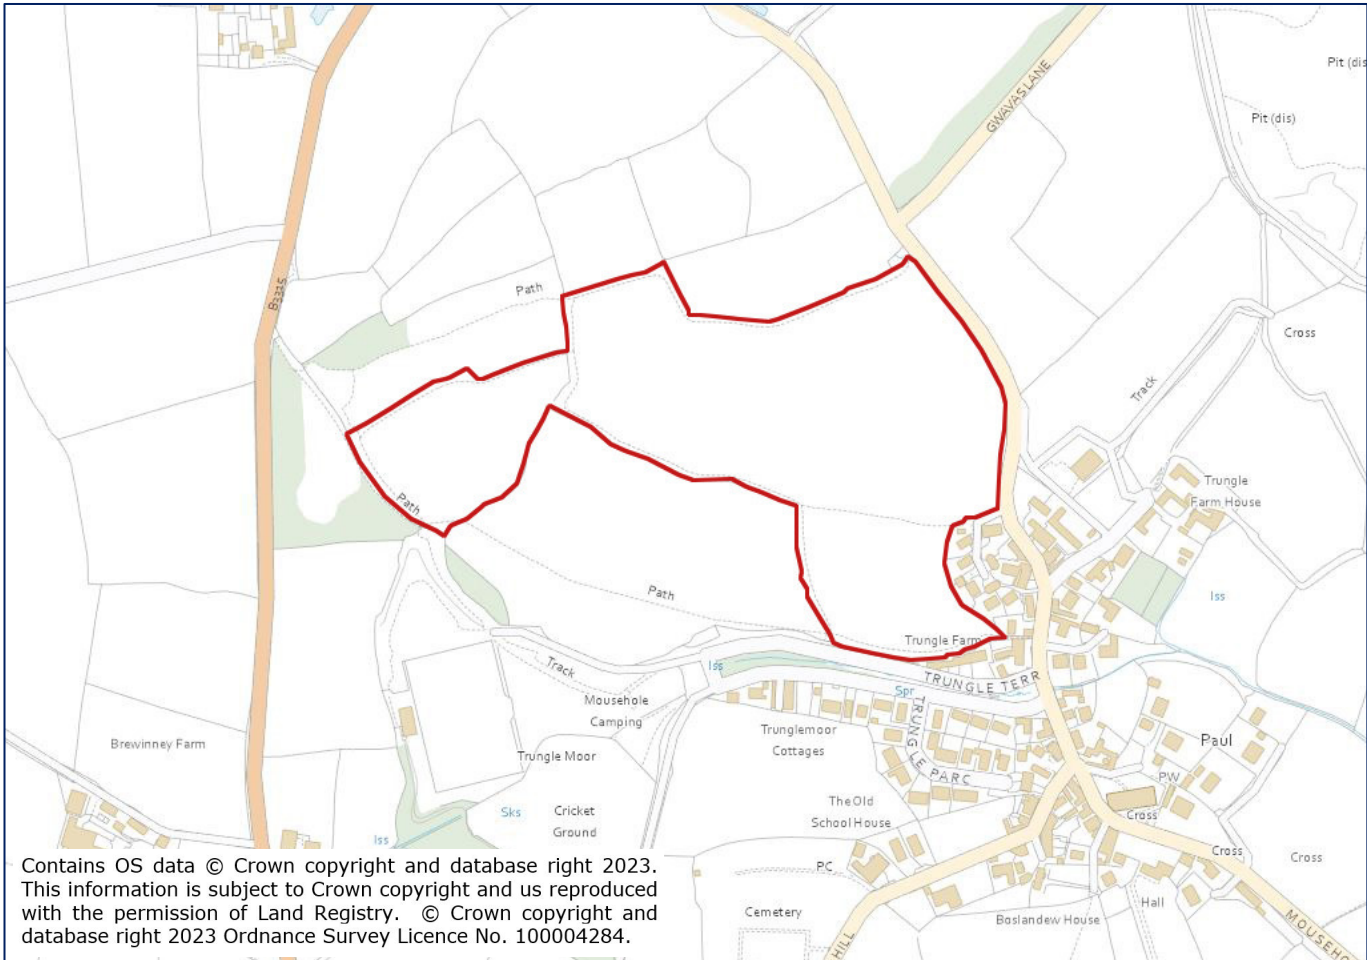 Pit (dis
GWAVAS LANE
Pit (dis)
Path
B3315
Cross
Track
Trungle
Farm House
Path
Path
Iss
Trungle Farm
Iss
TRUNGLE TERR
Track
Spr
Mousehole
Camping
TRUNGLE PARC
Trunglemoor
Cottages
Brewinney Farm
Trungle Moor
Paul
PW
The Old
School House
Sks
Cricket
Ground
Cross
Iss
Cross
Cross
PC
Contains OS data © Crown copyright and database right 2023.
This information is subject to Crown copyright and us reproduced
with the permission of Land Registry. © Crown copyright and
database right 2023 Ordnance Survey Licence No. 100004284.
Cemetery
Boslandew House
Hall
HILL
MOUSEHO